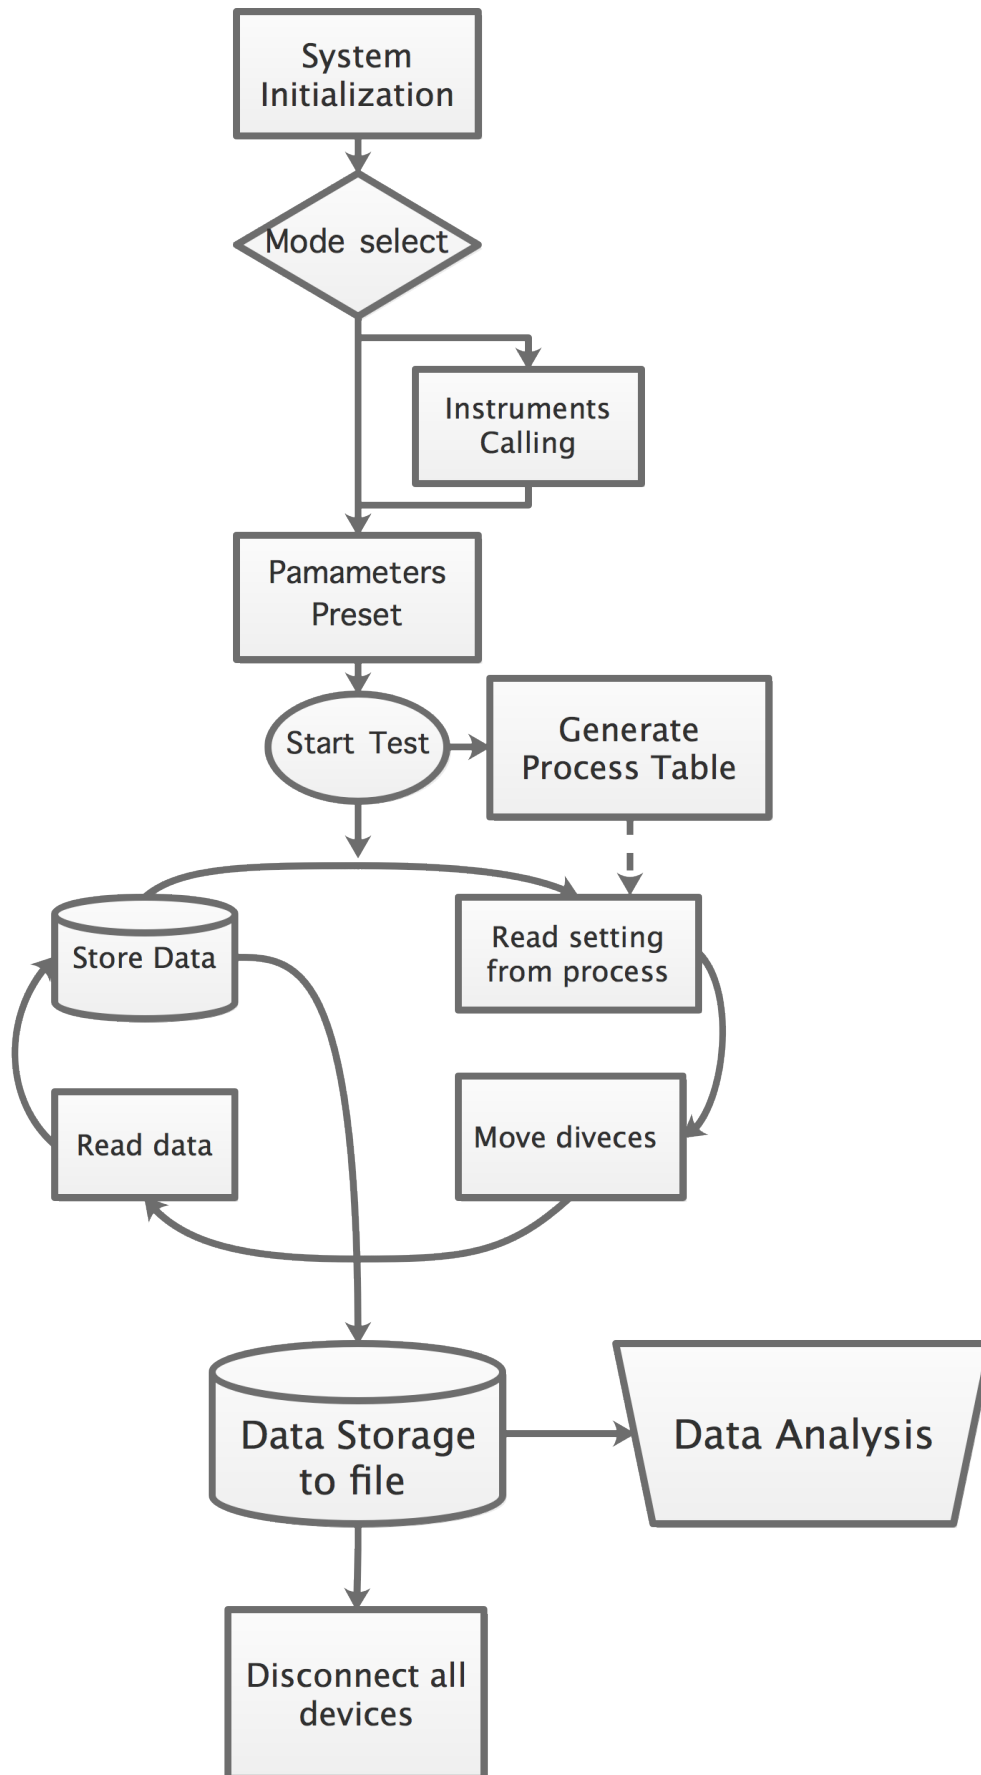 System
Initialization
Mode select
Instruments
Calling
Pamameters
Preset
Start Test
Generate
Process Table
Store Data
Read setting
from process
Read data
Move diveces
Data Storage
to file
Data Analysis
Disconnect all
devices